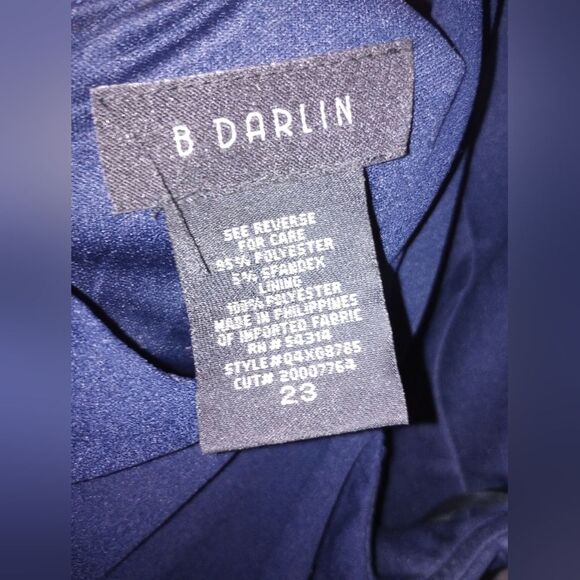 B DARLIN
SEE REVERSE
FOR CARE
95% POLYESTER
5% SPANDEX
LINING
100% POLYESTER
MADE IN PHILIPPINES
OF IMPORTED FABRIC
RN# 54314
STYLE#04XG8765
CUT# 20007764
23